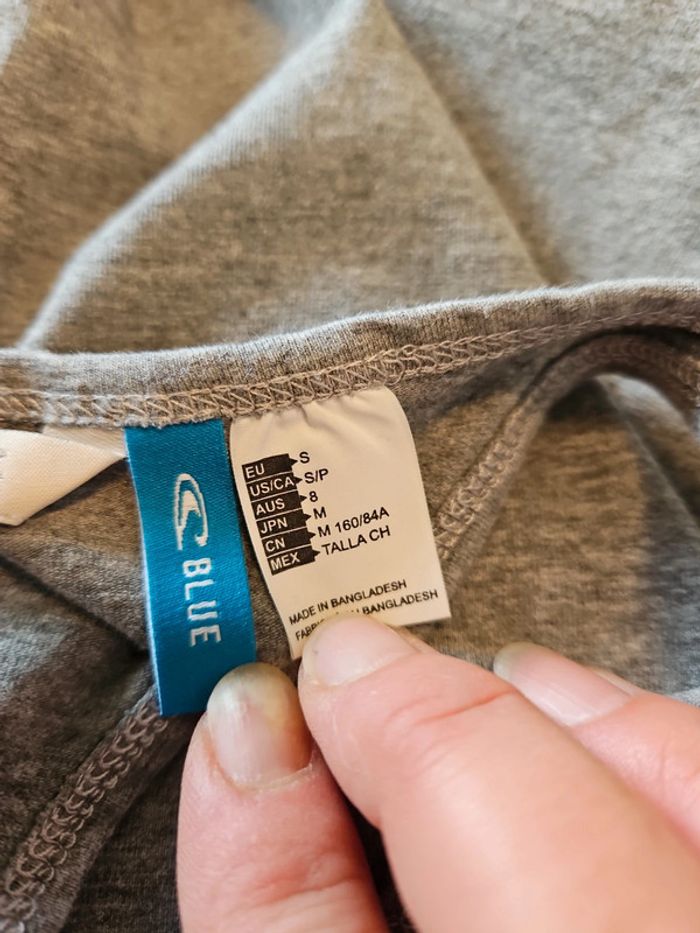 BLUE
EU S
US/CA S/P
AUS 8
JPN M
CN M 160/84A
MEX TALLA CH
MADE IN BANGLADESH
BANGLADESH